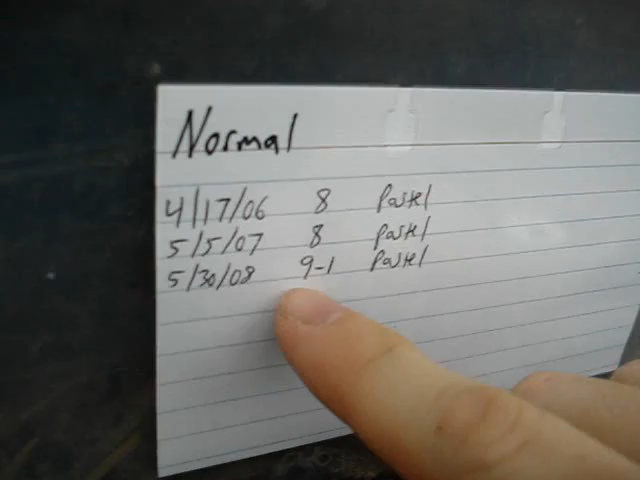 Normal
4/17/06 8 Pastel
5/5/07 8 Pastel
5/30/08 9-1 Pastel